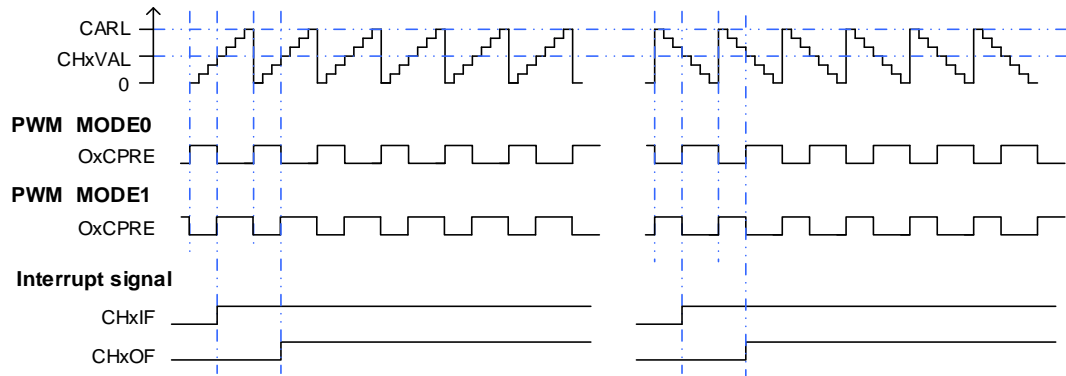 CARL
CHxVAL
0
PWM MODE0
OxCPRE
PWM MODE1
OxCPRE
Interrupt signal
CHxIF
CHxOF